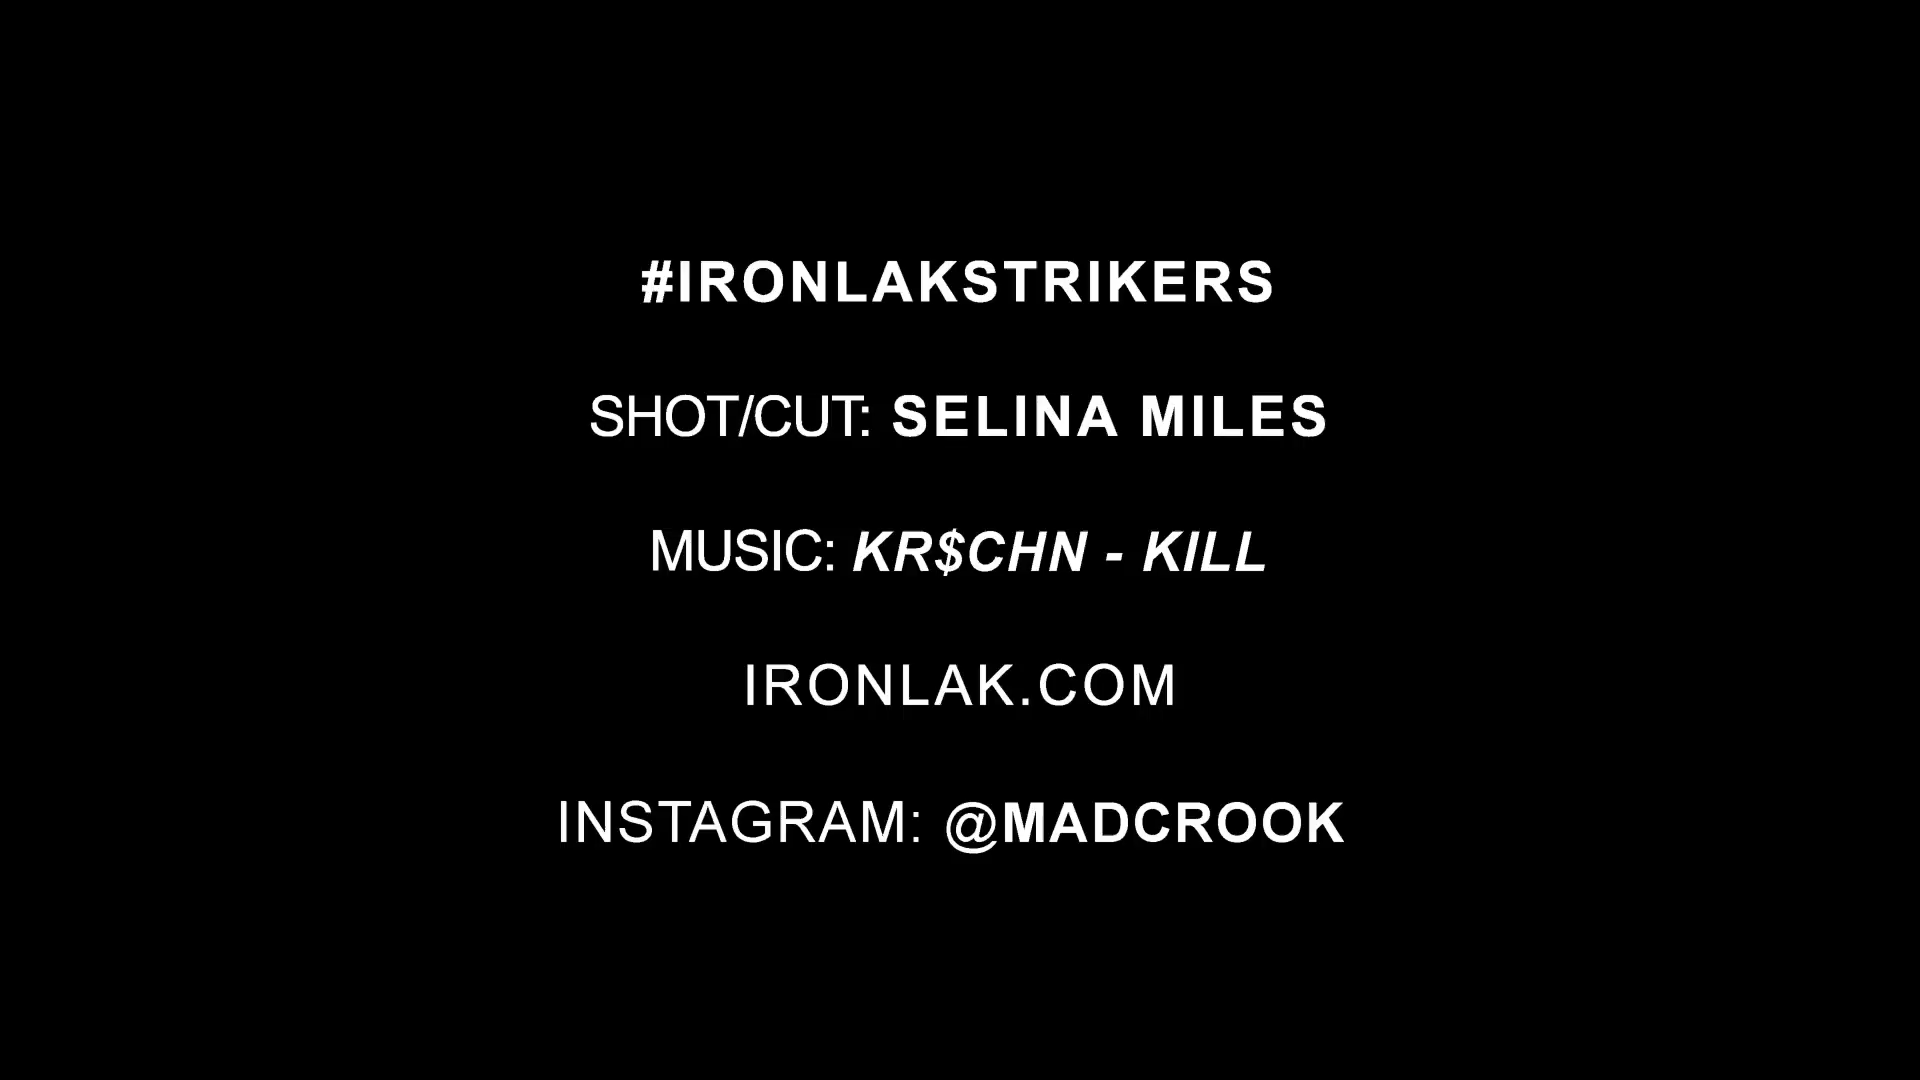 #IRONLAKSTRIKERS
SHOT/CUT: SELINA MILES
MUSIC: KR$CHN - KILL
IRONLAK.COM
INSTAGRAM: @MADCROOK